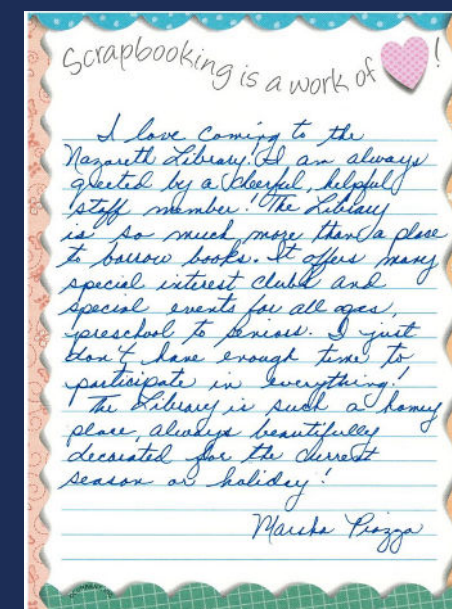 Scrapbooking is a work of !
I love coming to the
Nazareth Library! I am always
greeted by a cheerful, helpful
staff member! The Library
is so much more than a place
to borrow books. It offers many
special interest clubs and
special events for all ages,
preschool to seniors. I just
don't have enough time to
participate in everything!
The Library is such a homey
place, always beautifully
decorated for the current
season or holiday!
Marsha Piazza